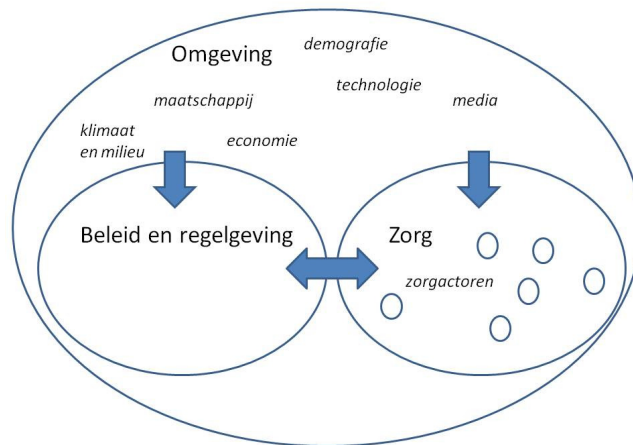 demografie
Omgeving
technologie
maatschappij
media
klimaat
en milieu
economie
Beleid en regelgeving
Zorg
zorgactoren